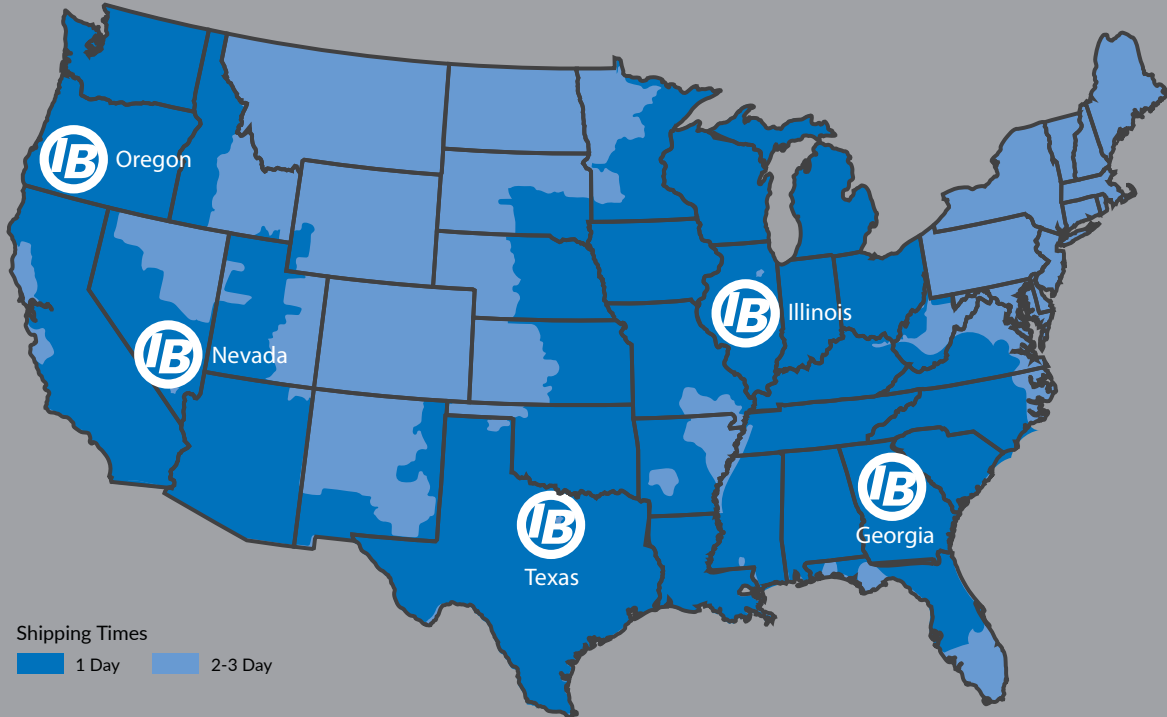 IB Oregon
IB Illinois
IB Nevada
IB
Georgia
IB
Texas
Shipping Times
1 Day
2-3 Day